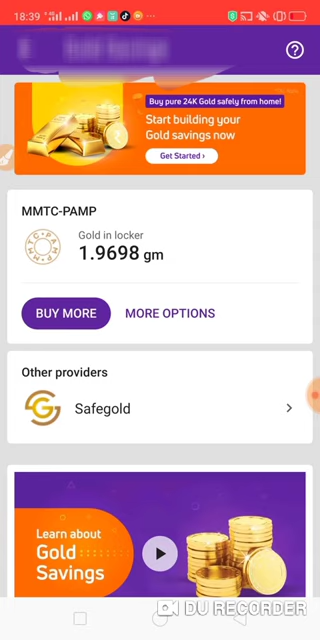 18:39
Buy pure 24K Gold safely from home!
Start building your
Gold savings now
Get Started ›
MMTC-PAMP
Gold in locker
1.9698 gm
BUY MORE
MORE OPTIONS
Other providers
Safegold
Learn about
Gold
Savings
DU RECORDER